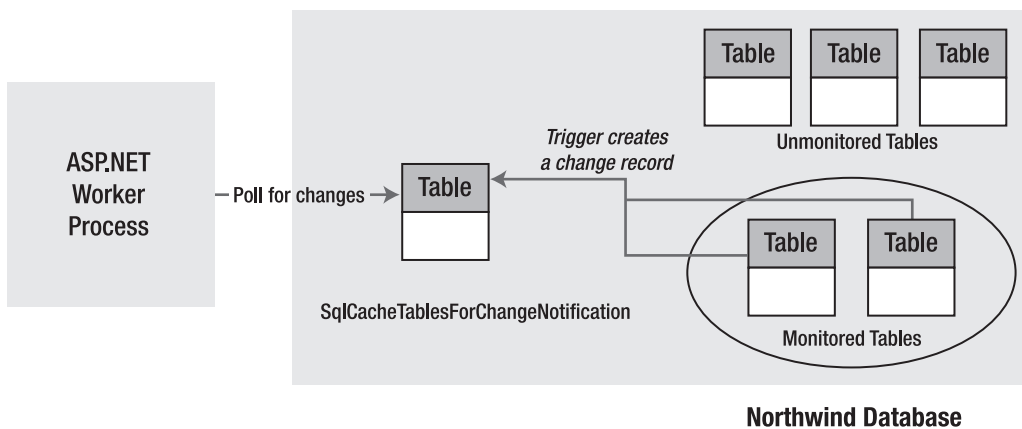 ASP.NET
Worker
Process
Poll for changes
Table
SqlCacheTablesForChangeNotification
Trigger creates
a change record
Table
Table
Table
Unmonitored Tables
Table
Table
Monitored Tables
Northwind Database